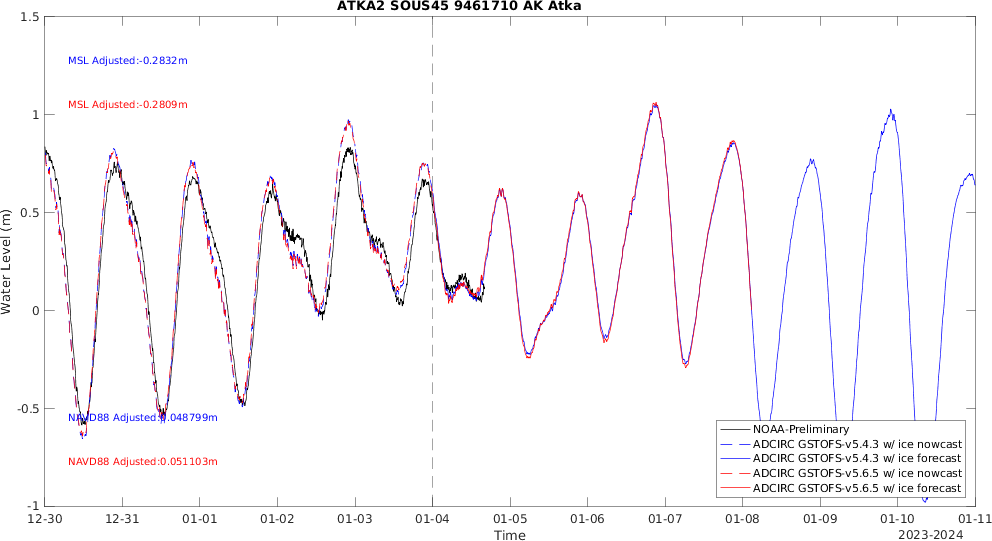 ATKA2 SOUS45 9461710 AK Atka
1.5
1
0.5
0
-0.5
-1
Water Level (m)
MSL Adjusted:-0.2832m
MSL Adjusted:-0.2809m
NAVD88 Adjusted:0.048799m
NAVD88 Adjusted:0.051103m
NOAA-Preliminary
ADCIRC GSTOFS-v5.4.3 w/ ice nowcast
ADCIRC GSTOFS-v5.4.3 w/ ice forecast
ADCIRC GSTOFS-v5.6.5 w/ ice nowcast
ADCIRC GSTOFS-v5.6.5 w/ ice forecast
12-30 12-31 01-01 01-02 01-03 01-04 01-05 01-06 01-07 01-08 01-09 01-10 01-11
Time
2023-2024